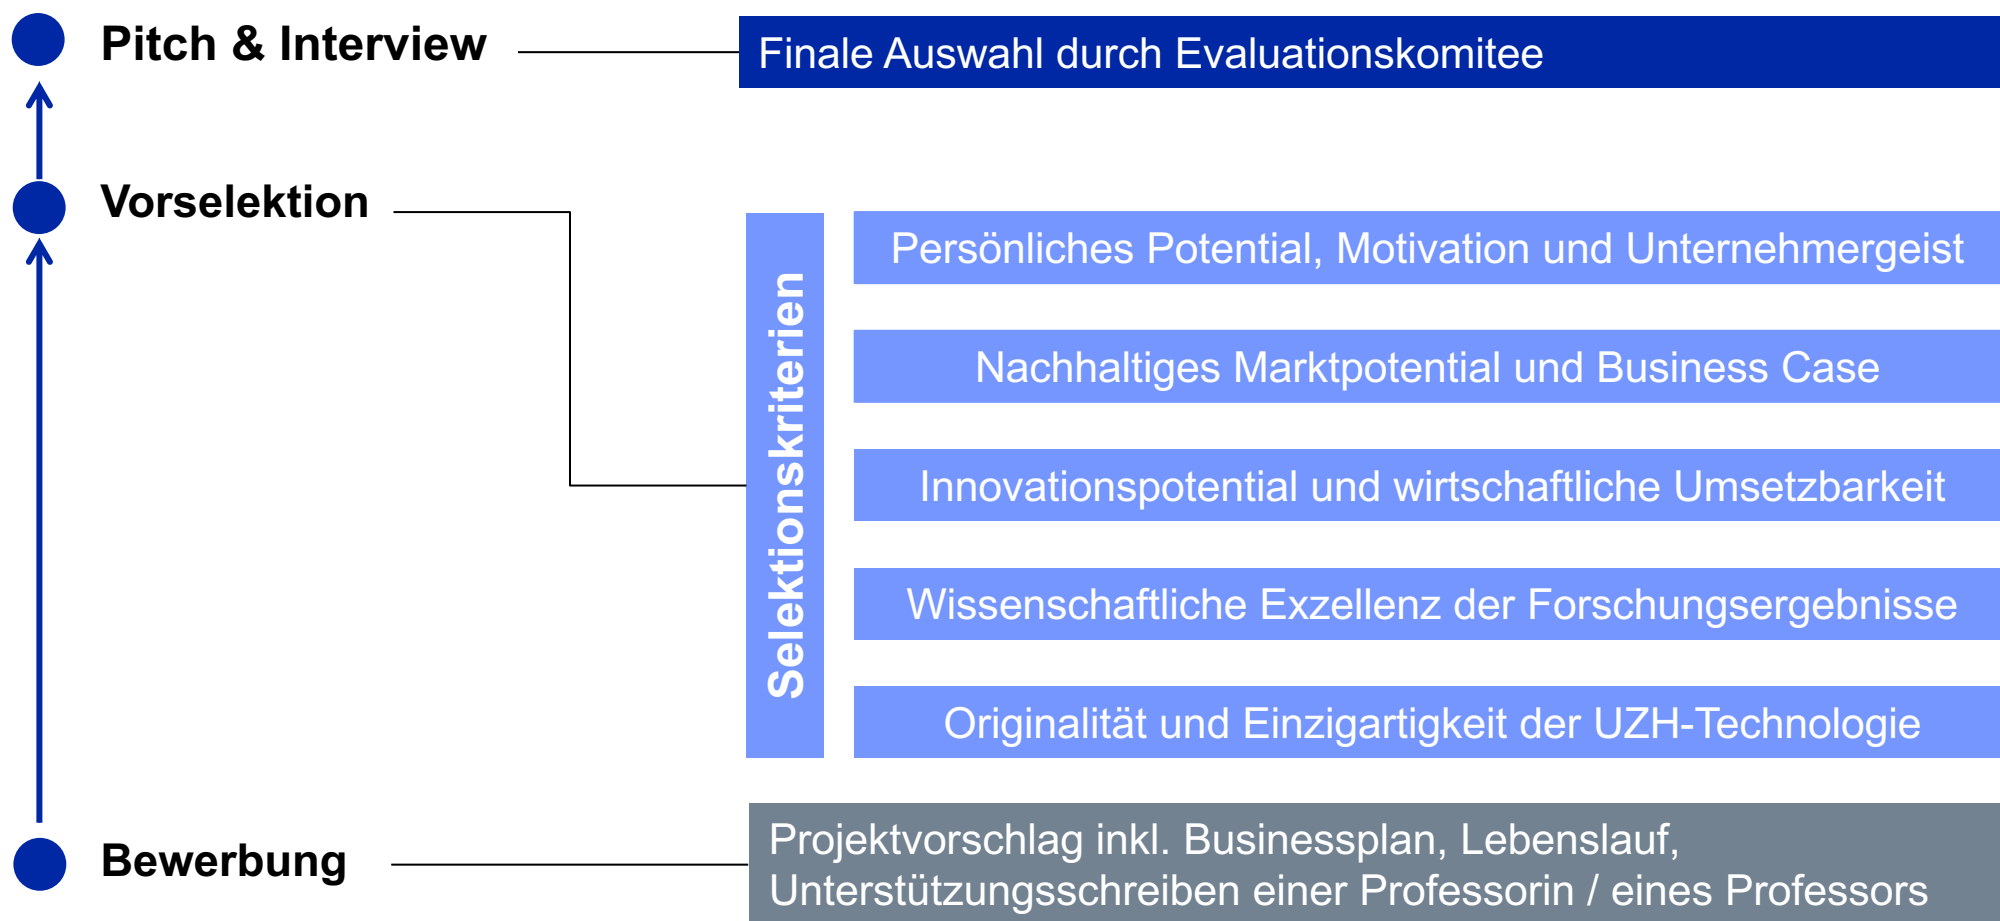 Pitch & Interview
Finale Auswahl durch Evaluationskomitee
Vorselektion
Selektionskriterien
Persönliches Potential, Motivation und Unternehmergeist
Nachhaltiges Marktpotential und Business Case
Innovationspotential und wirtschaftliche Umsetzbarkeit
Wissenschaftliche Exzellenz der Forschungsergebnisse
Originalität und Einzigartigkeit der UZH-Technologie
Bewerbung
Projektvorschlag inkl. Businessplan, Lebenslauf,
Unterstützungsschreiben einer Professorin / eines Professors